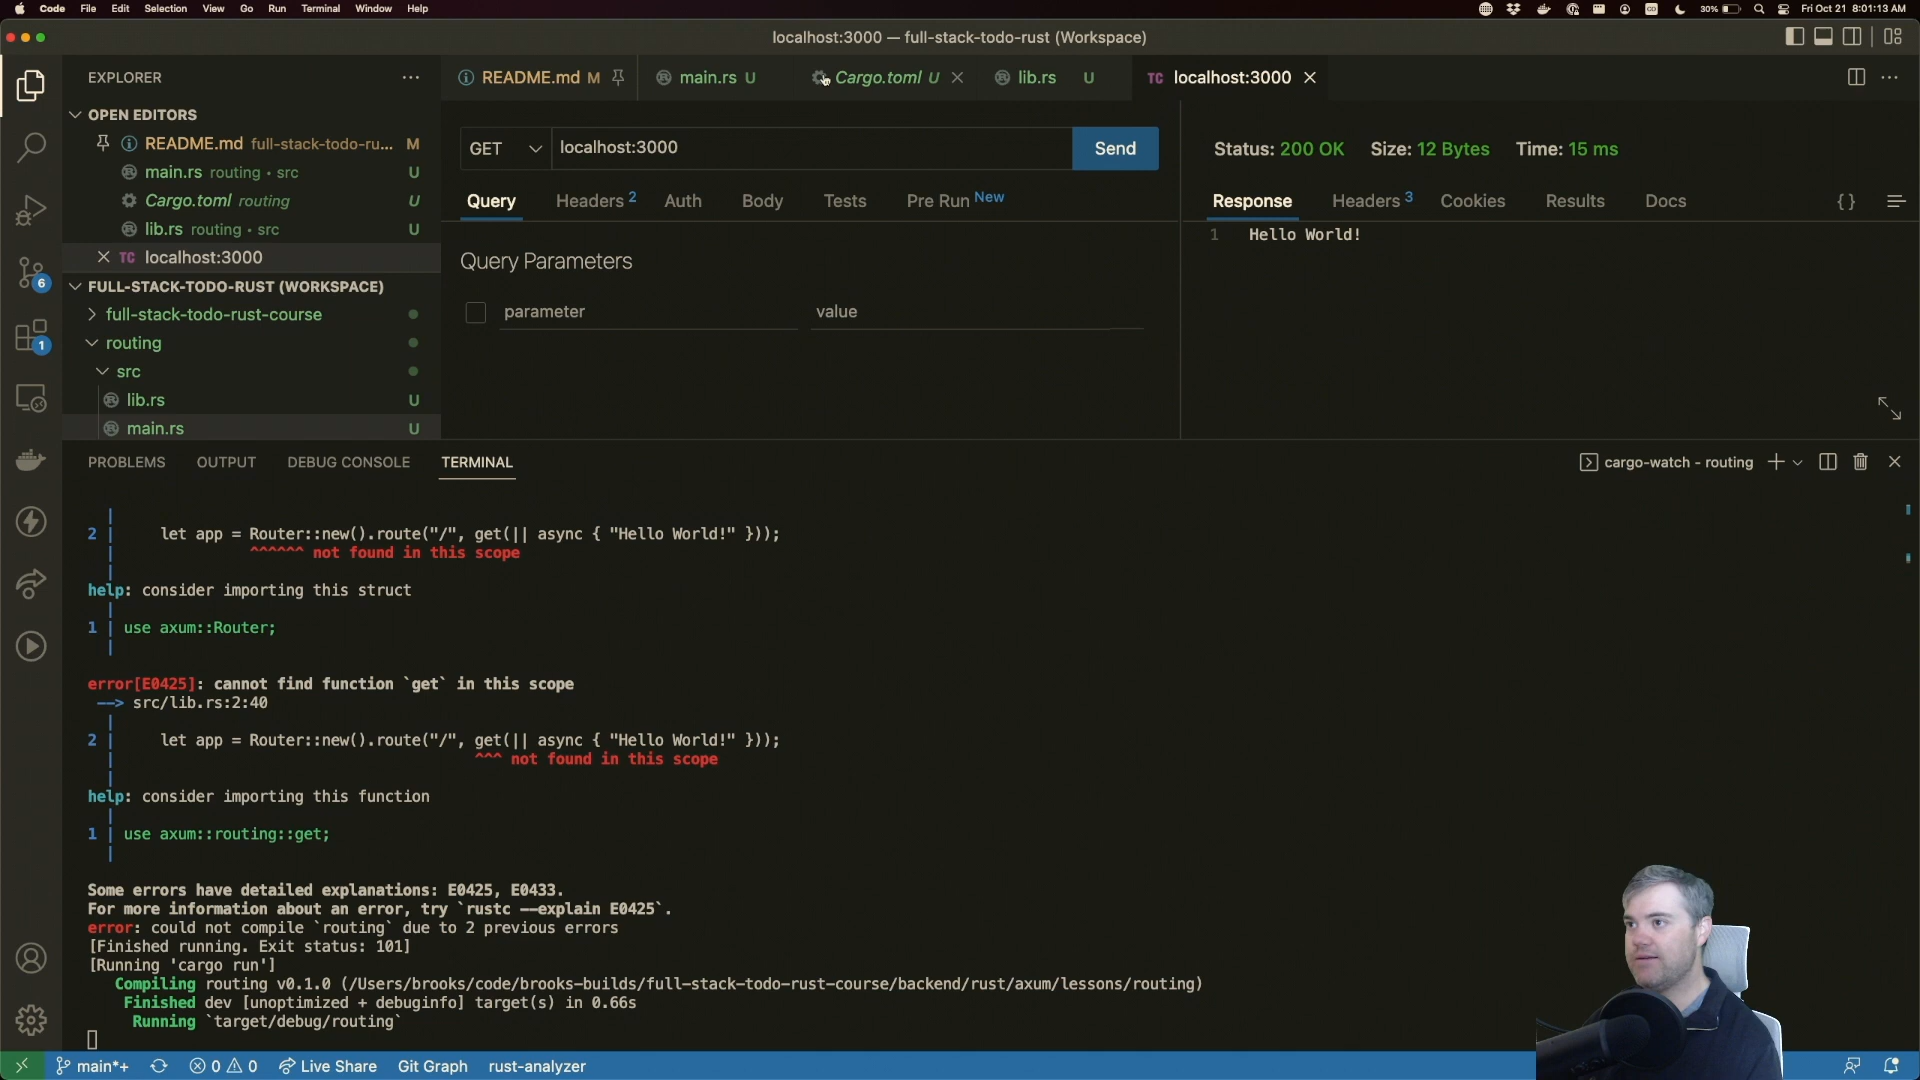 Code File Edit Selection View Go Run Terminal Window Help 30% Fri Oct 21 8:01:13 AM
localhost:3000 — full-stack-todo-rust (Workspace)
EXPLORER
README.md M
main.rs U
Cargo.toml U
lib.rs U
TC localhost:3000
OPEN EDITORS
README.md full-stack-todo-ru... M
main.rs routing • src U
Cargo.toml routing U
lib.rs routing • src U
TC localhost:3000
FULL-STACK-TODO-RUST (WORKSPACE)
full-stack-todo-rust-course
routing
src
lib.rs U
main.rs U
6
1
GET localhost:3000 Send
Query Headers 2 Auth Body Tests Pre Run New
Query Parameters
parameter value
Status: 200 OK Size: 12 Bytes Time: 15 ms
Response Headers 3 Cookies Results Docs {}
1 Hello World!
PROBLEMS OUTPUT DEBUG CONSOLE TERMINAL cargo-watch - routing
|
2 | let app = Router::new().route("/", get(|| async { "Hello World!" }));
| ^^^^^^ not found in this scope
|
help: consider importing this struct
|
1 | use axum::Router;
|
error[E0425]: cannot find function `get` in this scope
--> src/lib.rs:2:40
|
2 | let app = Router::new().route("/", get(|| async { "Hello World!" }));
| ^^^ not found in this scope
|
help: consider importing this function
|
1 | use axum::routing::get;
|
Some errors have detailed explanations: E0425, E0433.
For more information about an error, try `rustc --explain E0425`.
error: could not compile `routing` due to 2 previous errors
[Finished running. Exit status: 101]
[Running 'cargo run']
Compiling routing v0.1.0 (/Users/brooks/code/brooks-builds/full-stack-todo-rust-course/backend/rust/axum/lessons/routing)
Finished dev [unoptimized + debuginfo] target(s) in 0.66s
Running `target/debug/routing`
main*+ 0 0 Live Share Git Graph rust-analyzer